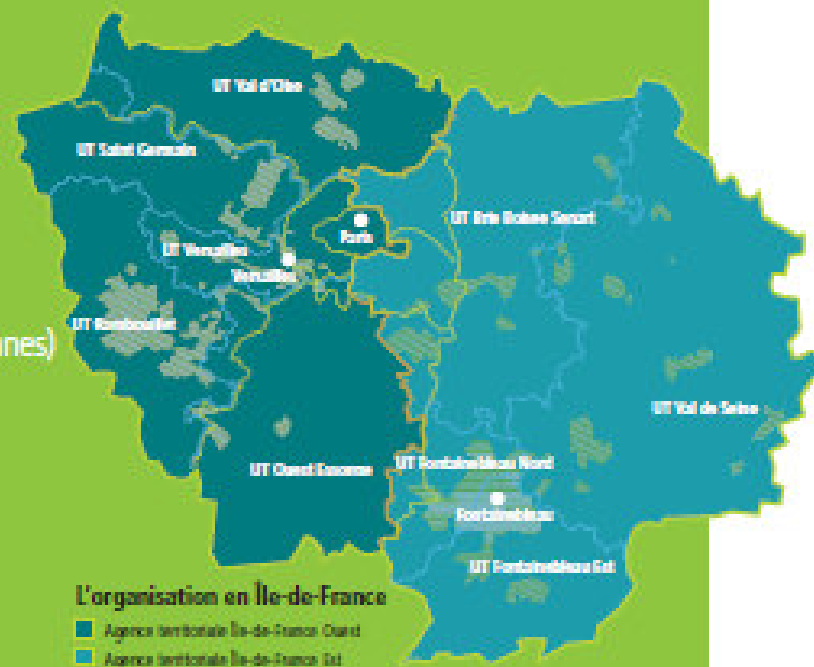 UT Val d'Oise
UT Saint Germain
UT Brie Boisée Sénart
Paris
UT Versailles
Versailles
UT Rambouillet
nnes)
UT Val de Seine
UT Ouest Essonne
UT Fontainebleau Nord
Fontainebleau
UT Fontainebleau Est
L'organisation en Île-de-France
Agence territoriale Île-de-France Ouest
Agence territoriale Île-de-France Est